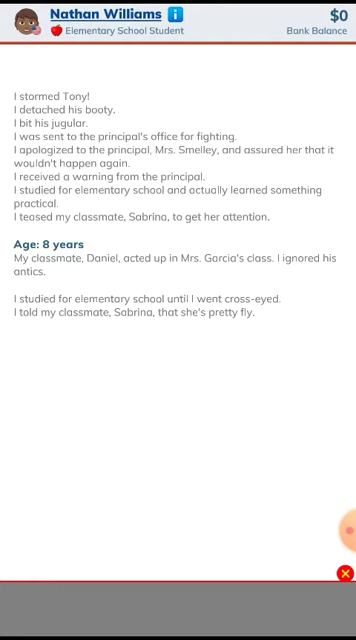 Nathan Williams i $0
Elementary School Student Bank Balance
I stormed Tony!
I detached his booty.
I bit his jugular.
I was sent to the principal's office for fighting.
I apologized to the principal, Mrs. Smelley, and assured her that it
wouldn't happen again.
I received a warning from the principal.
I studied for elementary school and actually learned something
practical.
I teased my classmate, Sabrina, to get her attention.
Age: 8 years
My classmate, Daniel, acted up in Mrs. Garcia's class. I ignored his
antics.
I studied for elementary school until I went cross-eyed.
I told my classmate, Sabrina, that she's pretty fly.